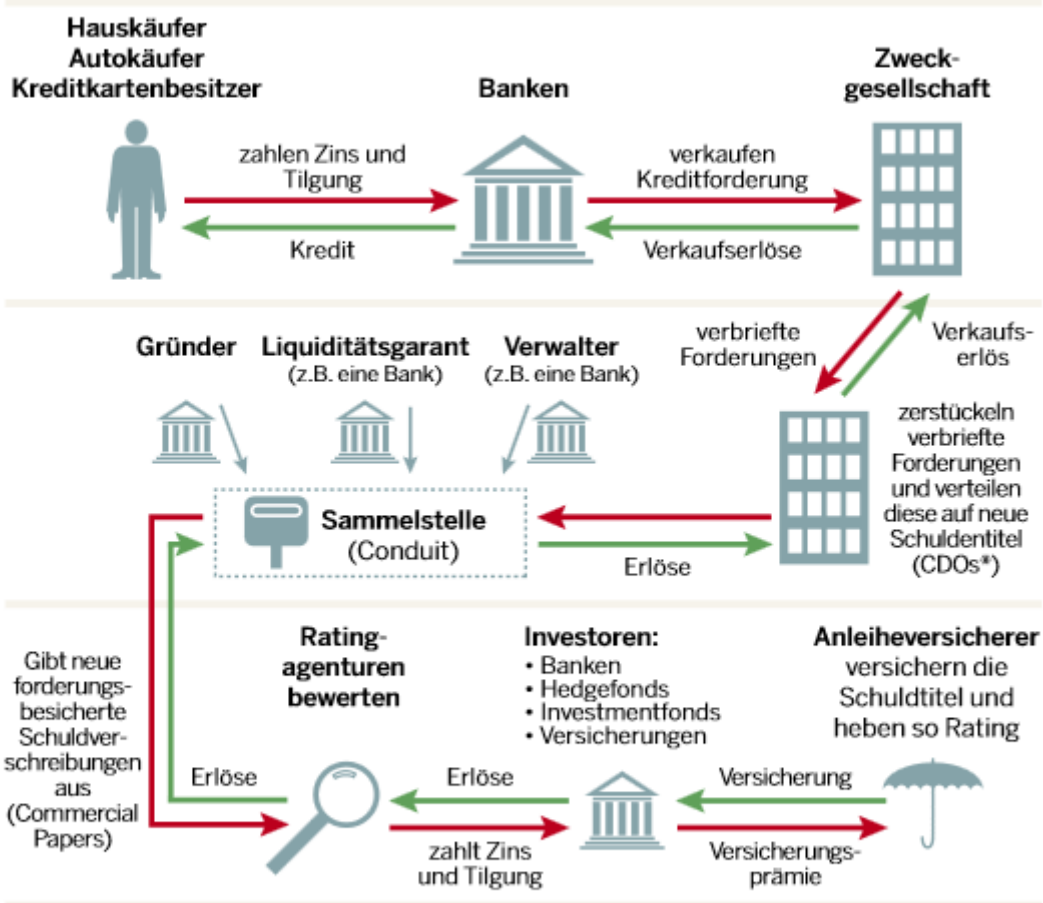 Hauskäufer
Autokäufer
Kreditkartenbesitzer
Banken
Zweck-
gesellschaft
zahlen Zins und
Tilgung
Kredit
verkaufen
Kreditforderung
Verkaufserlöse
Gründer
Liquiditätsgarant
(z.B. eine Bank)
Verwalter
(z.B. eine Bank)
verbriefte
Forderungen
Verkaufs-
erlös
zerstückeln
verbriefte
Forderungen
und verteilen
diese auf neue
Schuldentitel
(CDOs*)
Sammelstelle
(Conduit)
Erlöse
Gibt neue
forderungs-
besicherte
Schuldver-
schreibungen
aus
(Commercial
Papers)
Rating-
agenturen
bewerten
Investoren:
• Banken
• Hedgefonds
• Investmentfonds
• Versicherungen
Anleiheversicherer
versichern die
Schuldtitel und
heben so Rating
Erlöse
Erlöse
zahlt Zins
und Tilgung
Versicherung
Versicherungs-
prämie